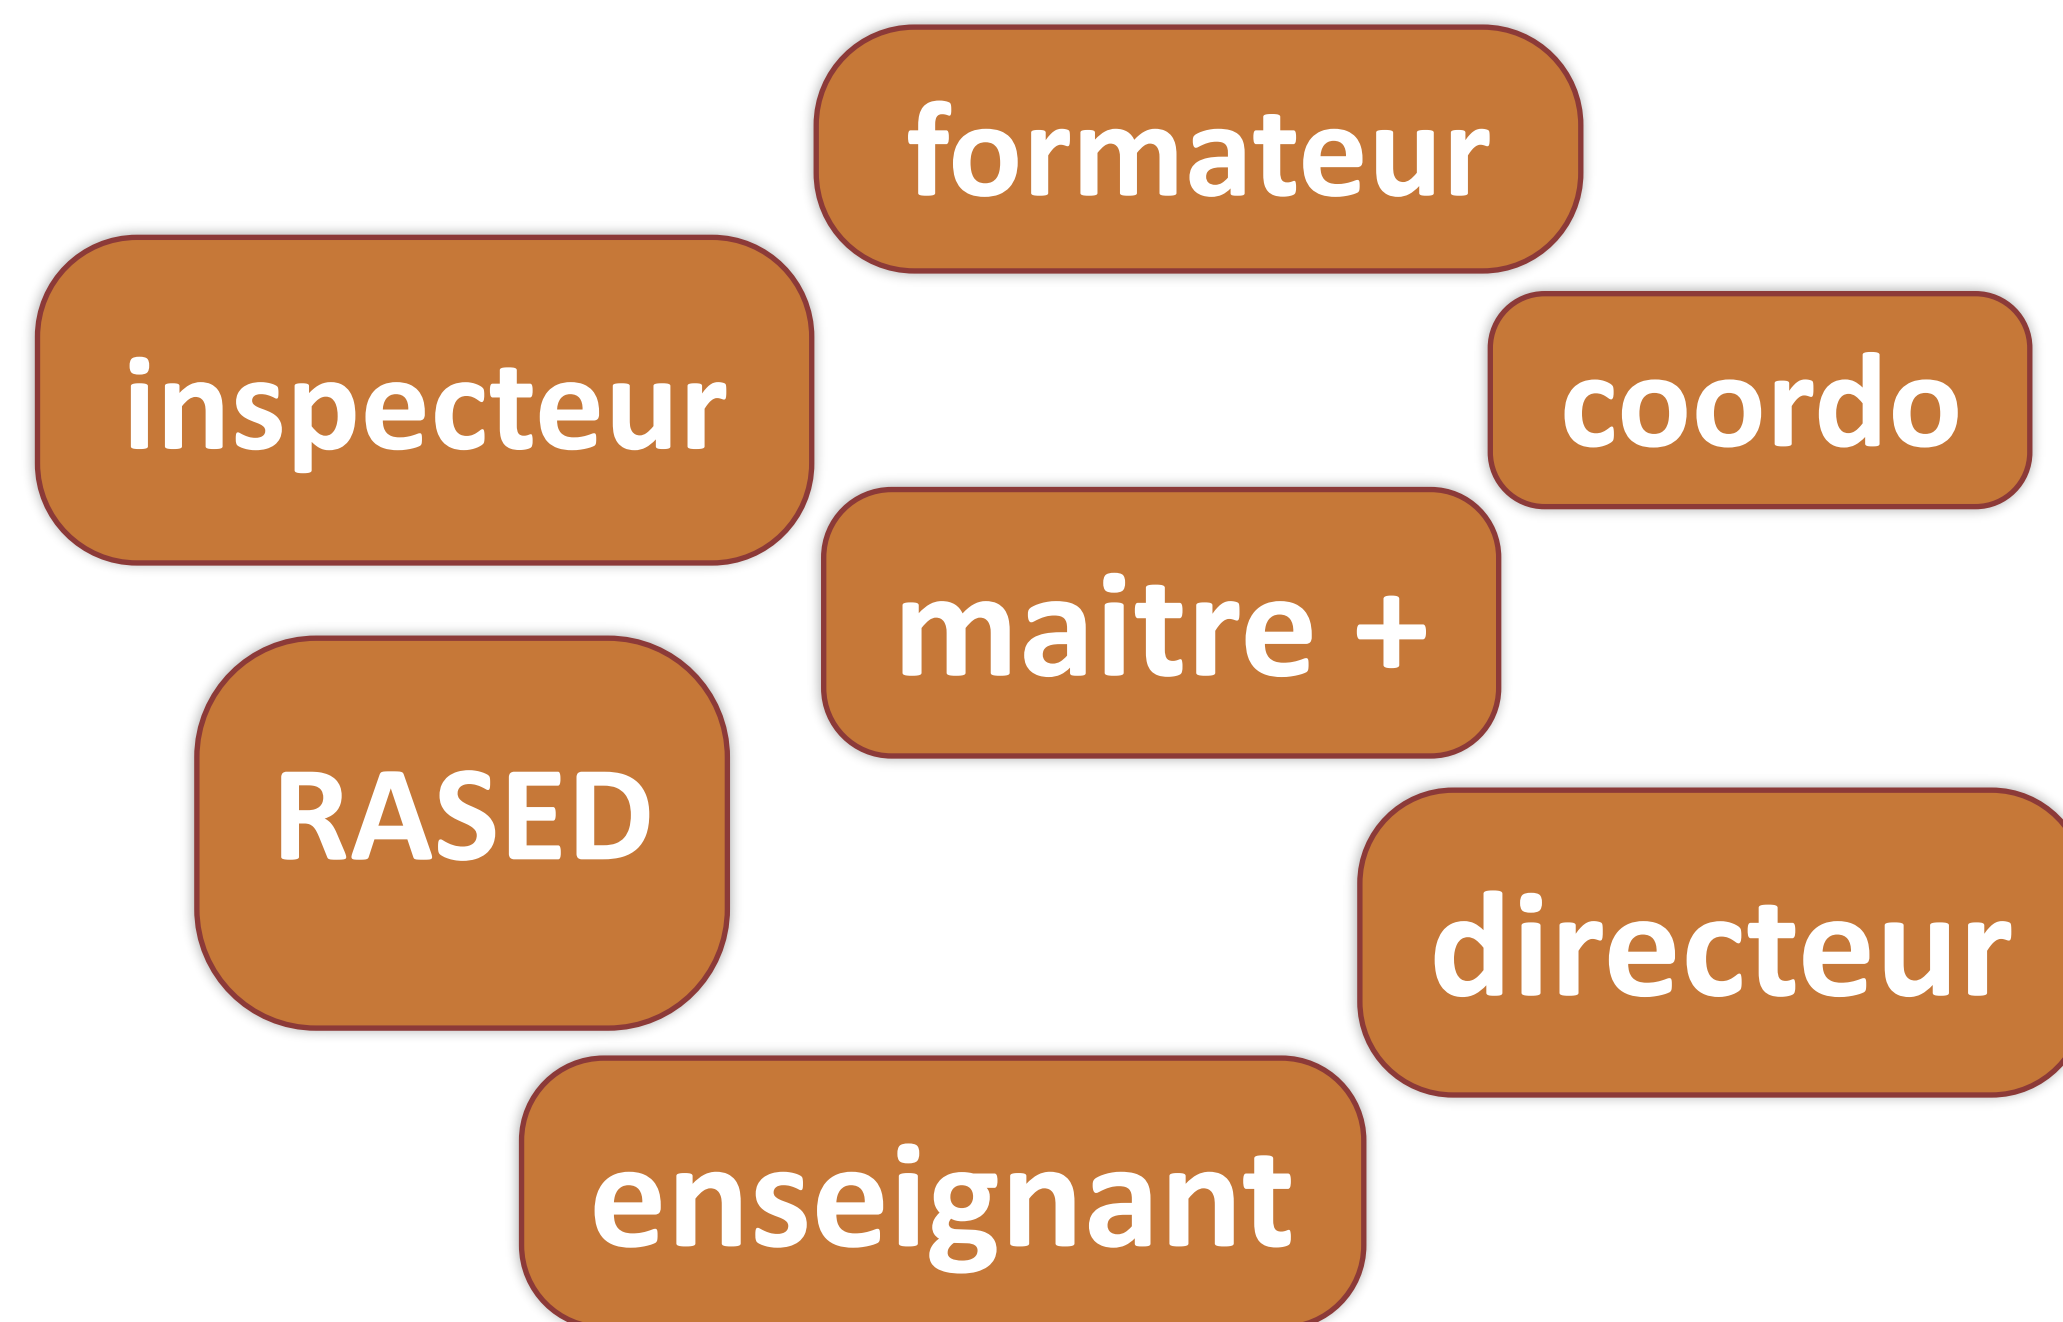 formateur
inspecteur
coordo
maitre +
RASED
directeur
enseignant